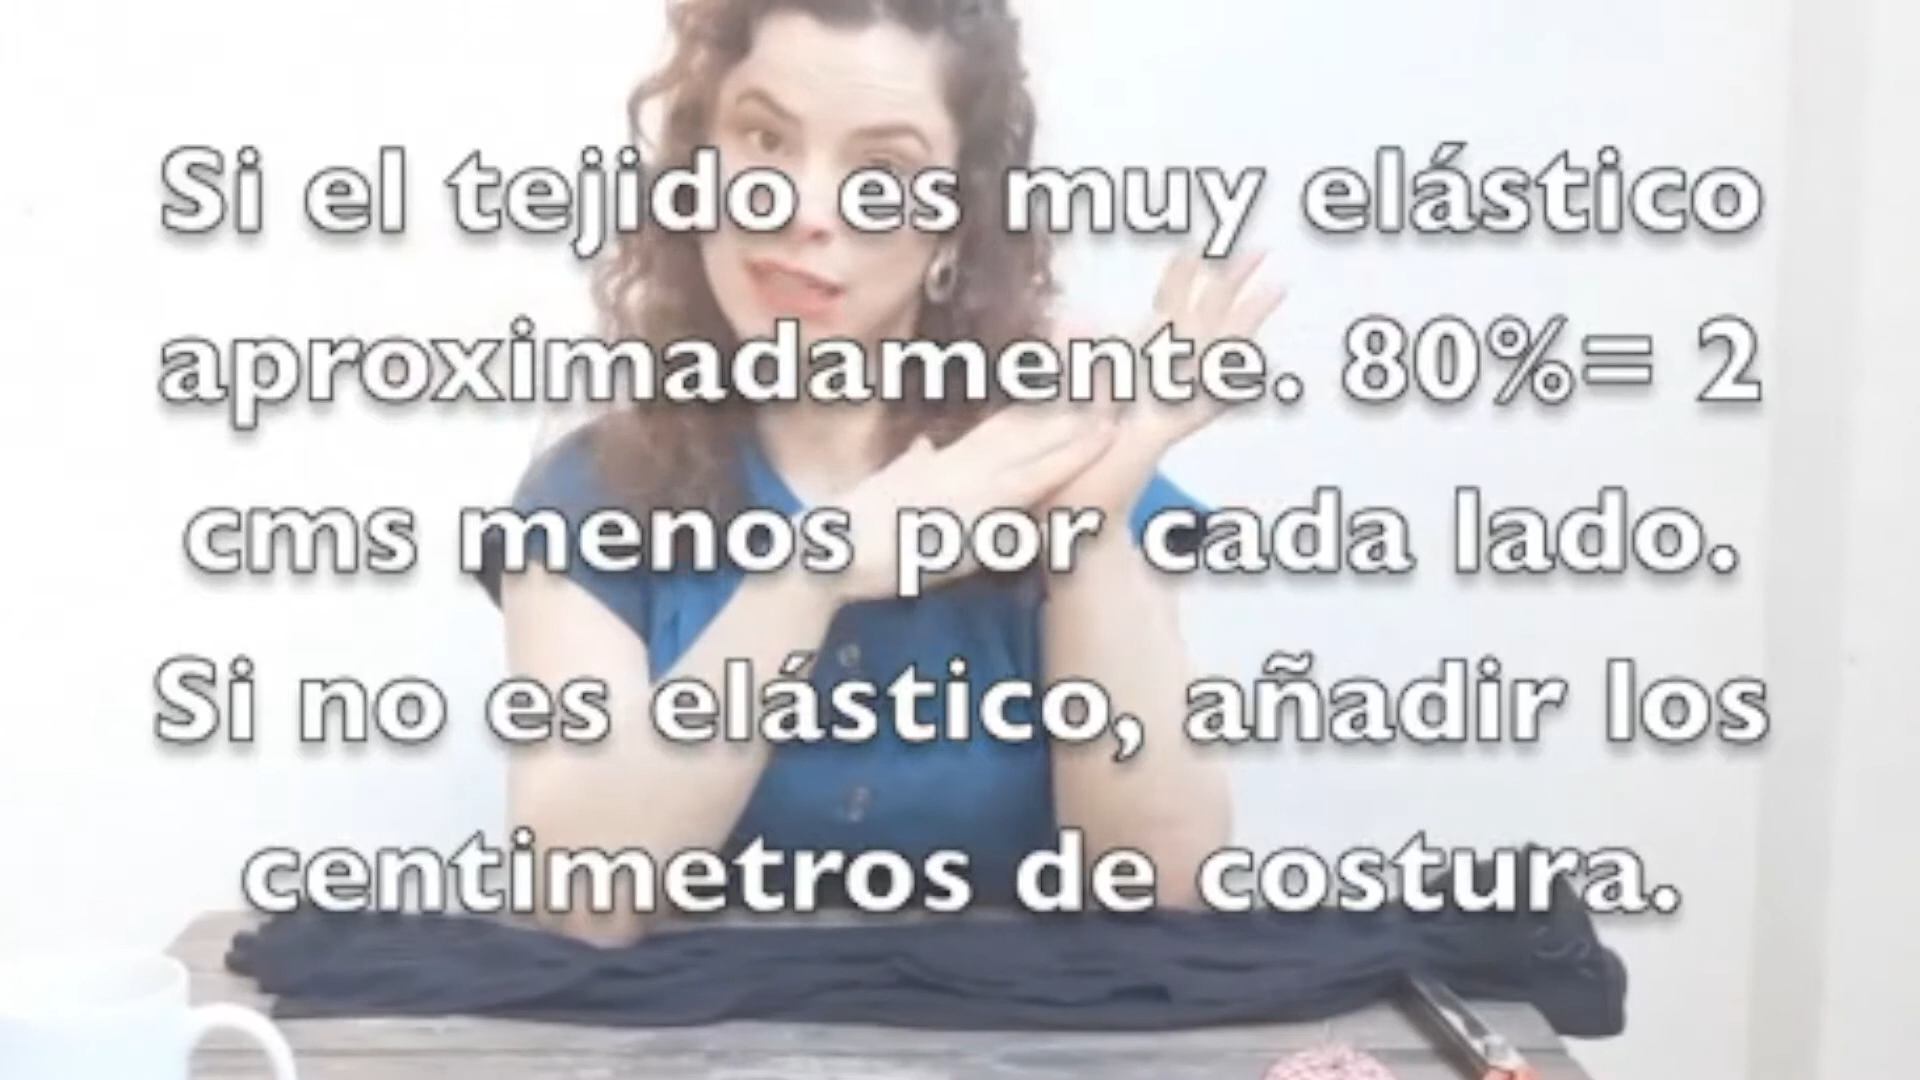 Si el tejido es muy elástico
aproximadamente. 80%= 2
cms menos por cada lado.
Si no es elástico, añadir los
centimetros de costura.